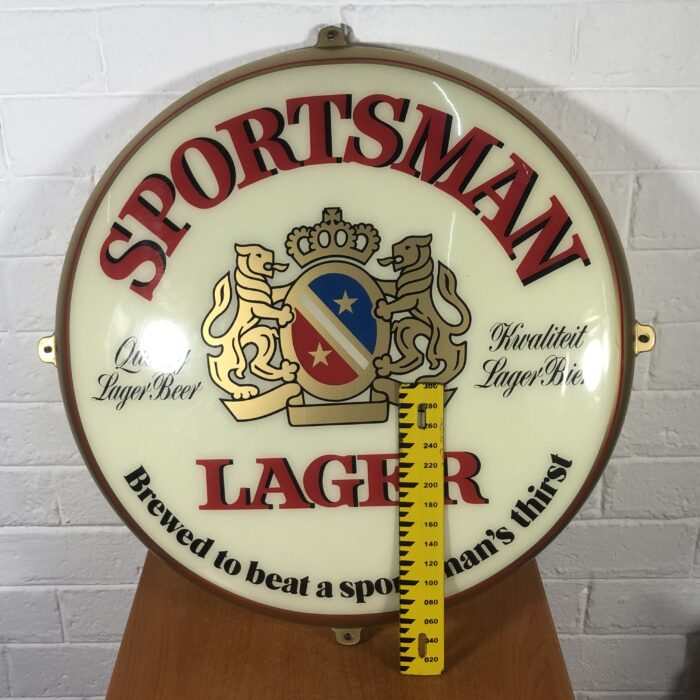 SPORTSMAN
Quality
Lager Beer
Kwaliteit
Lager Bier
LAGER
Brewed to beat a sportsman's thirst
300
280
260
240
220
200
180
160
140
120
100
080
060
040
020